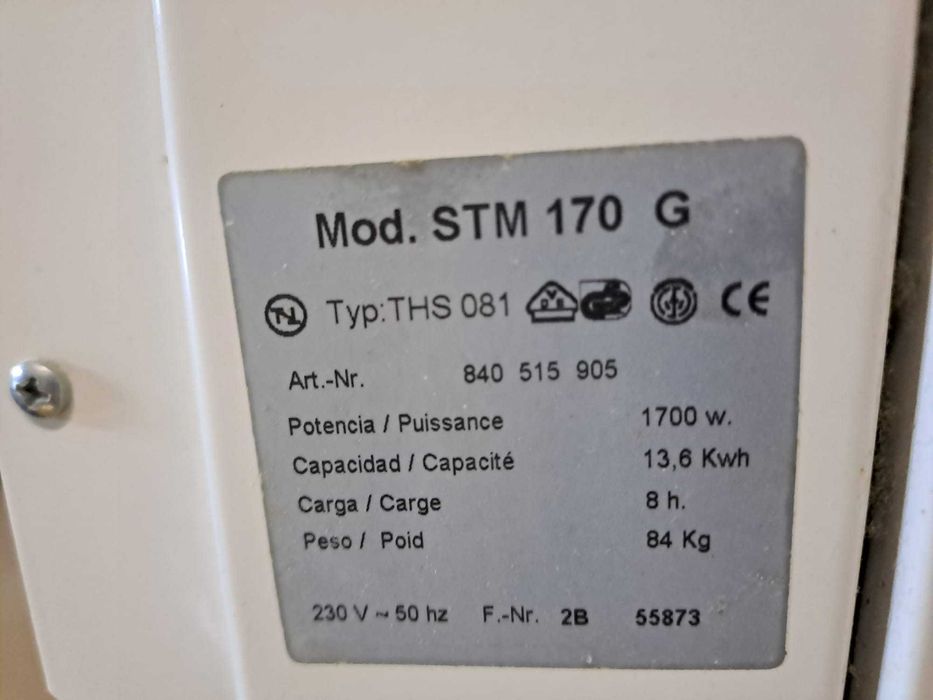 Mod. STM 170 G
Typ:THS 081 CE
Art.-Nr. 840 515 905
Potencia / Puissance 1700 w.
Capacidad / Capacité 13,6 Kwh
Carga / Carge 8 h.
Peso / Poid 84 Kg
230 V ~ 50 hz F.-Nr. 2B 55873